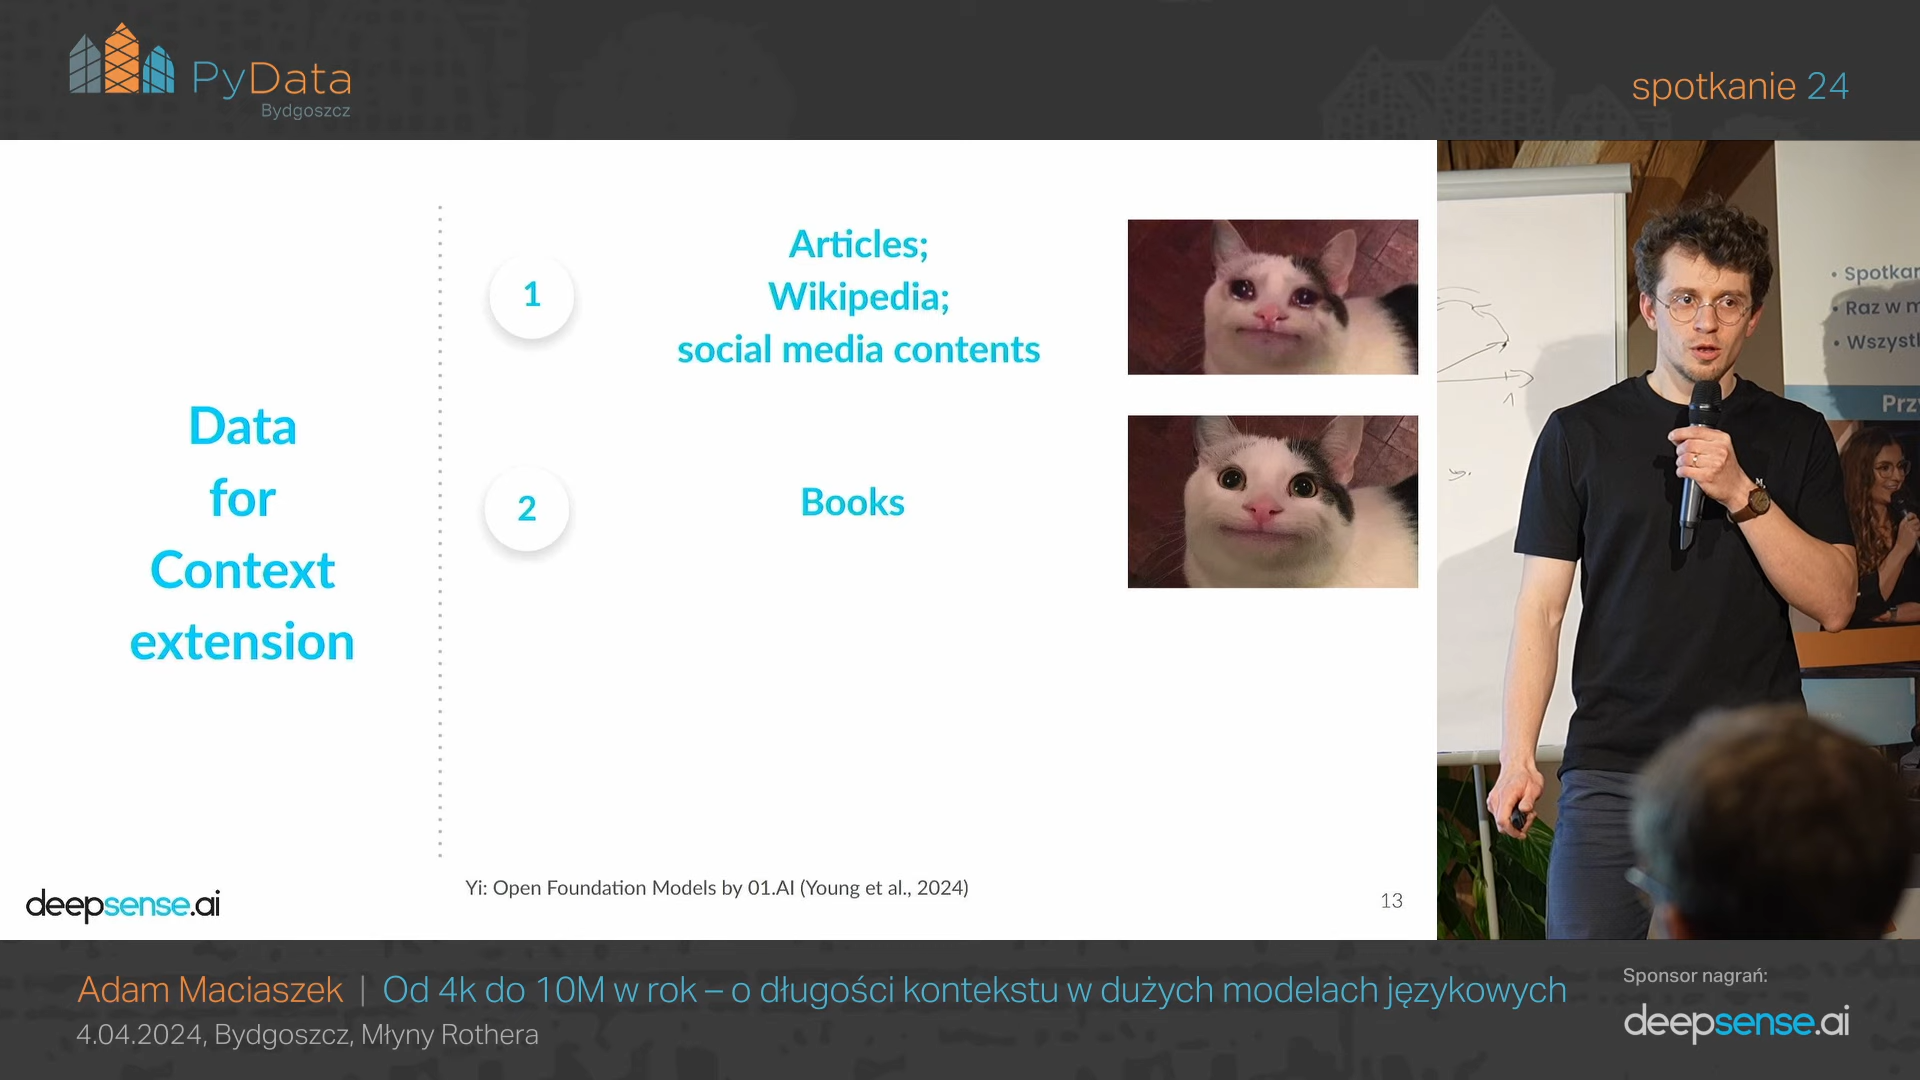 PyData
Bydgoszcz
spotkanie 24
Data
for
Context
extension
1
Articles;
Wikipedia;
social media contents
2
Books
Yi: Open Foundation Models by 01.AI (Young et al., 2024)
13
deepsense.ai
• Spotkan
• Raz w m
• Wszystk
Przy
Adam Maciaszek | Od 4k do 10M w rok – o długości kontekstu w dużych modelach językowych
4.04.2024, Bydgoszcz, Młyny Rothera
Sponsor nagrań:
deepsense.ai